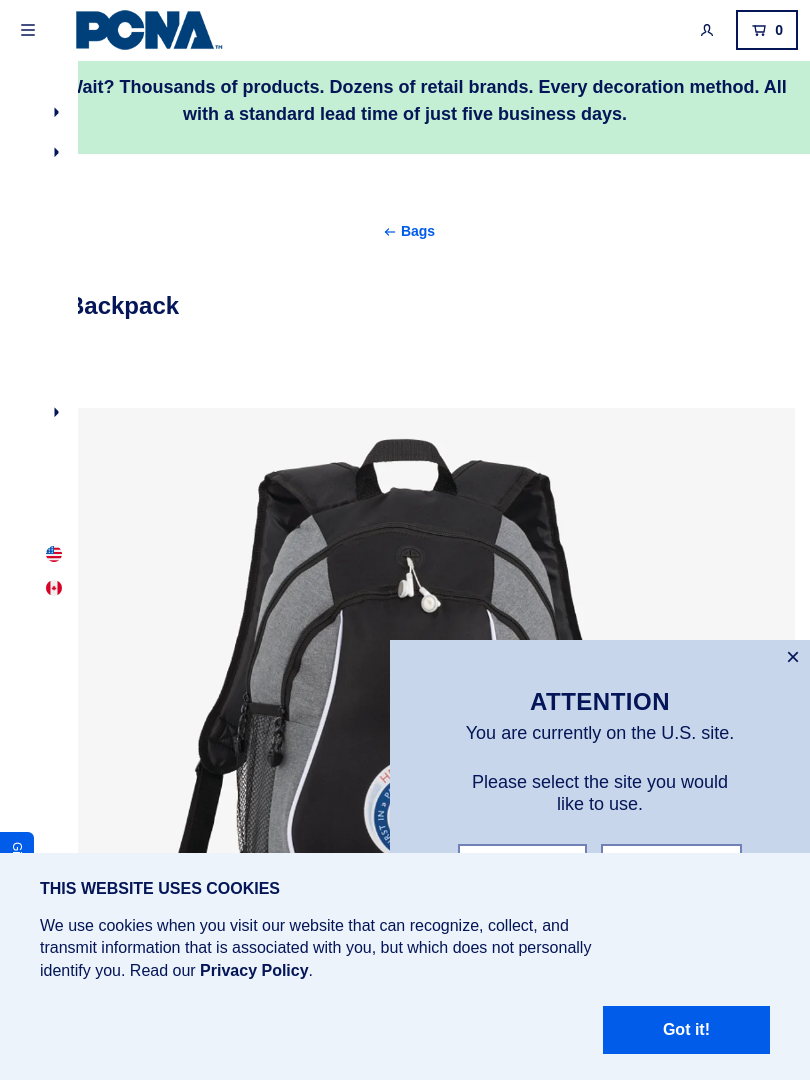 PCNA™
0
Wait? Thousands of products. Dozens of retail brands. Every decoration method. All
with a standard lead time of just five business days.
← Bags
Backpack
ATTENTION
You are currently on the U.S. site.
Please select the site you would
like to use.
THIS WEBSITE USES COOKIES
We use cookies when you visit our website that can recognize, collect, and
transmit information that is associated with you, but which does not personally
identify you. Read our Privacy Policy.
Got it!